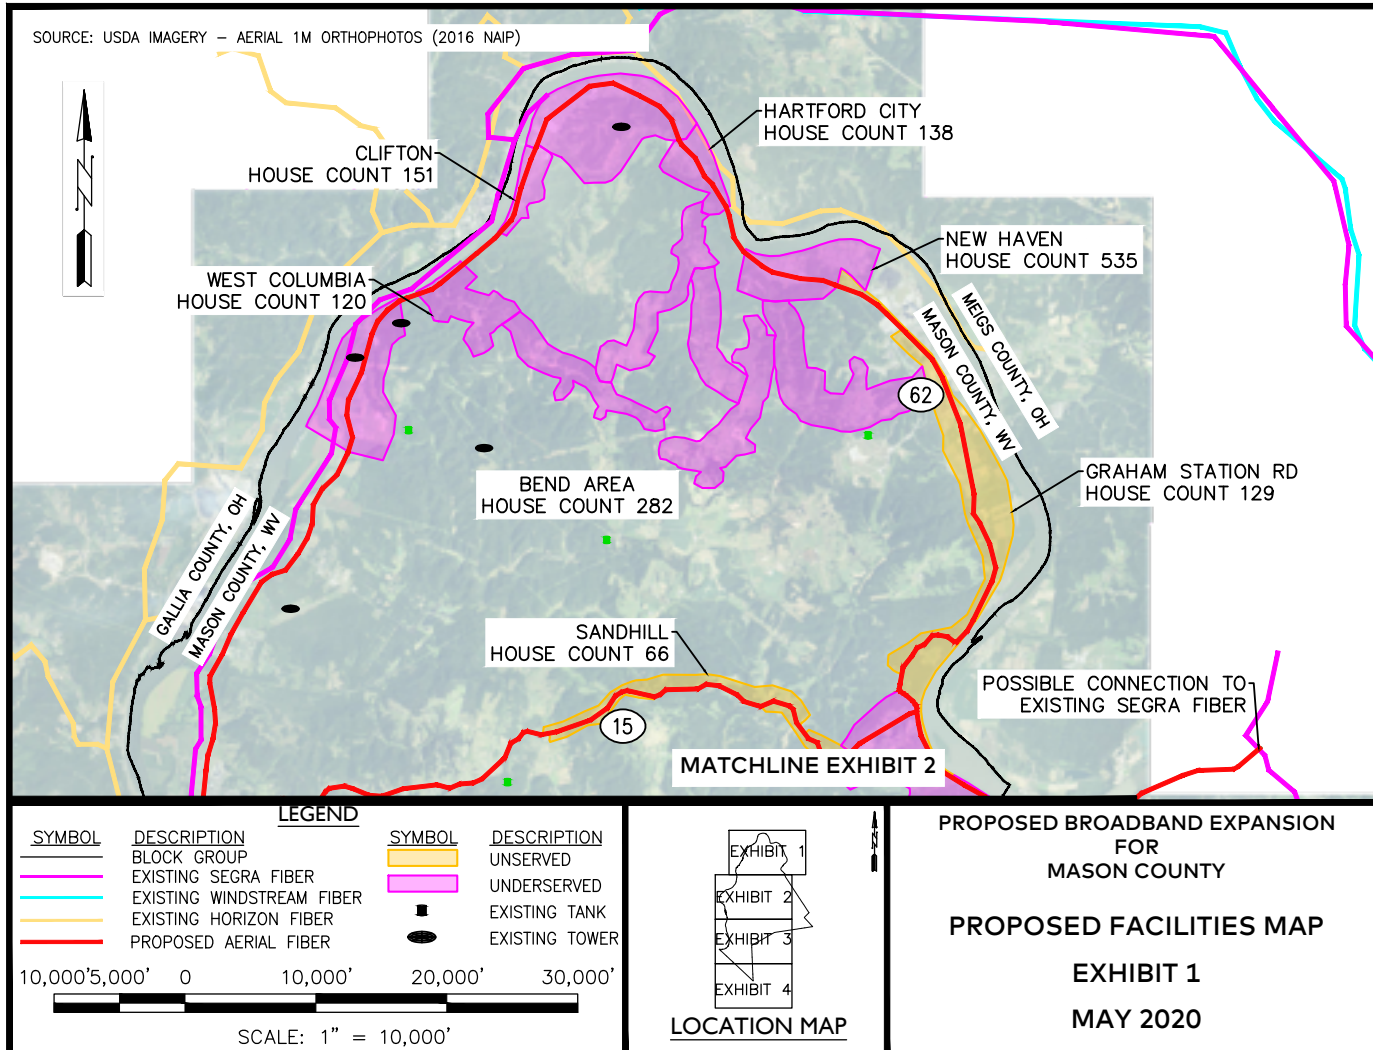 SOURCE: USDA IMAGERY – AERIAL 1M ORTHOPHOTOS (2016 NAIP)
N
HARTFORD CITY
HOUSE COUNT 138
CLIFTON
HOUSE COUNT 151
NEW HAVEN
HOUSE COUNT 535
WEST COLUMBIA
HOUSE COUNT 120
MEIGS COUNTY, OH
MASON COUNTY, WV
62
GRAHAM STATION RD
HOUSE COUNT 129
BEND AREA
HOUSE COUNT 282
GALLIA COUNTY, OH
MASON COUNTY, WV
SANDHILL
HOUSE COUNT 66
POSSIBLE CONNECTION TO
EXISTING SEGRA FIBER
15
MATCHLINE EXHIBIT 2
LEGEND
SYMBOL DESCRIPTION SYMBOL DESCRIPTION
BLOCK GROUP
EXISTING SEGRA FIBER
EXISTING WINDSTREAM FIBER
EXISTING HORIZON FIBER
PROPOSED AERIAL FIBER
UNSERVED
UNDERSERVED
EXISTING TANK
EXISTING TOWER
10,000' 5,000' 0 10,000' 20,000' 30,000'
SCALE: 1" = 10,000'
EXHIBIT 1
EXHIBIT 2
EXHIBIT 3
EXHIBIT 4
N
LOCATION MAP
PROPOSED BROADBAND EXPANSION
FOR
MASON COUNTY
PROPOSED FACILITIES MAP
EXHIBIT 1
MAY 2020